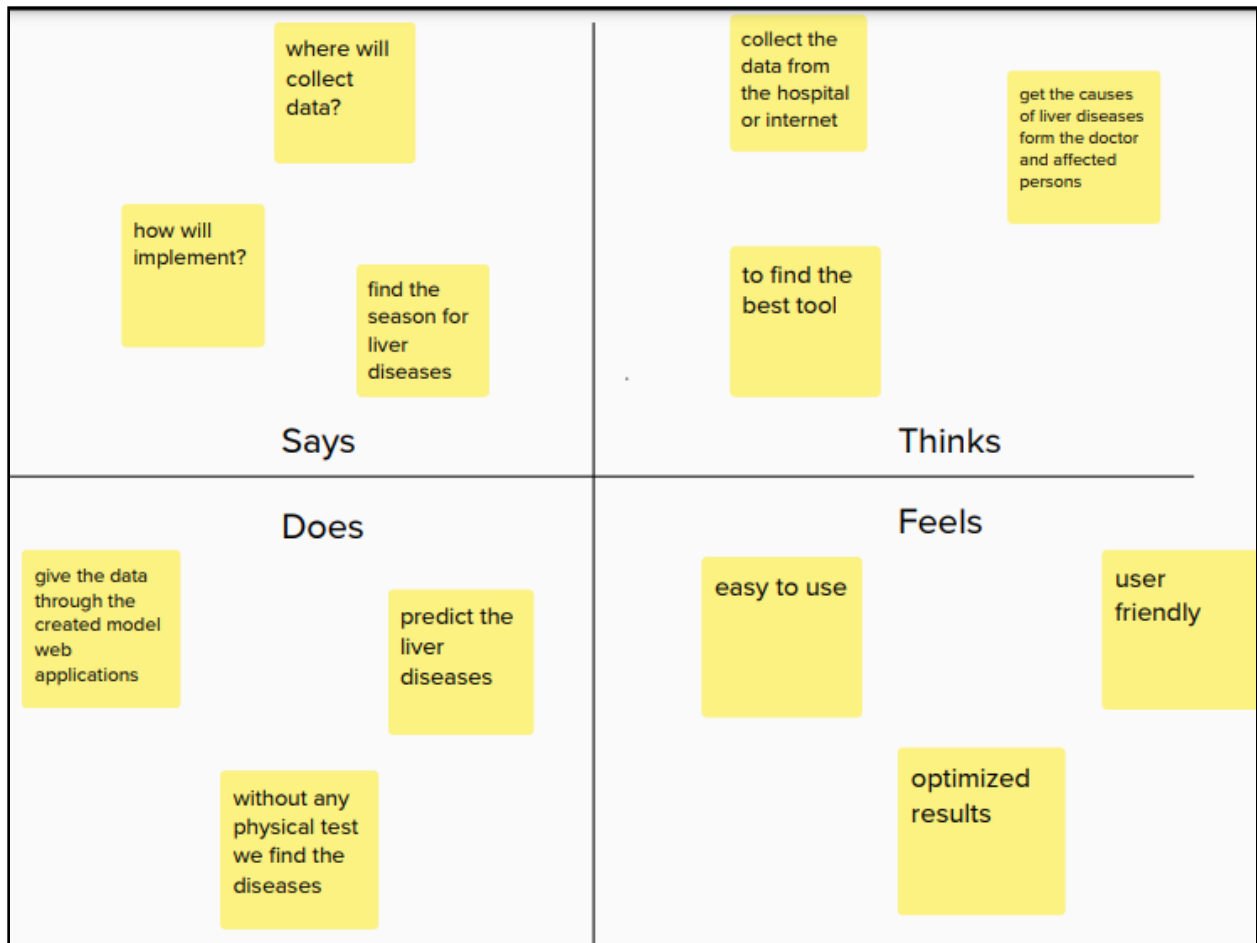 where will
collect
data?
how will
implement?
find the
season for
liver
diseases
Says
collect the
data from
the hospital
or internet
get the causes
of liver diseases
form the doctor
and affected
persons
to find the
best tool
Thinks
Does
give the data
through the
created model
web
applications
predict the
liver
diseases
without any
physical test
we find the
diseases
Feels
easy to use
user
friendly
optimized
results